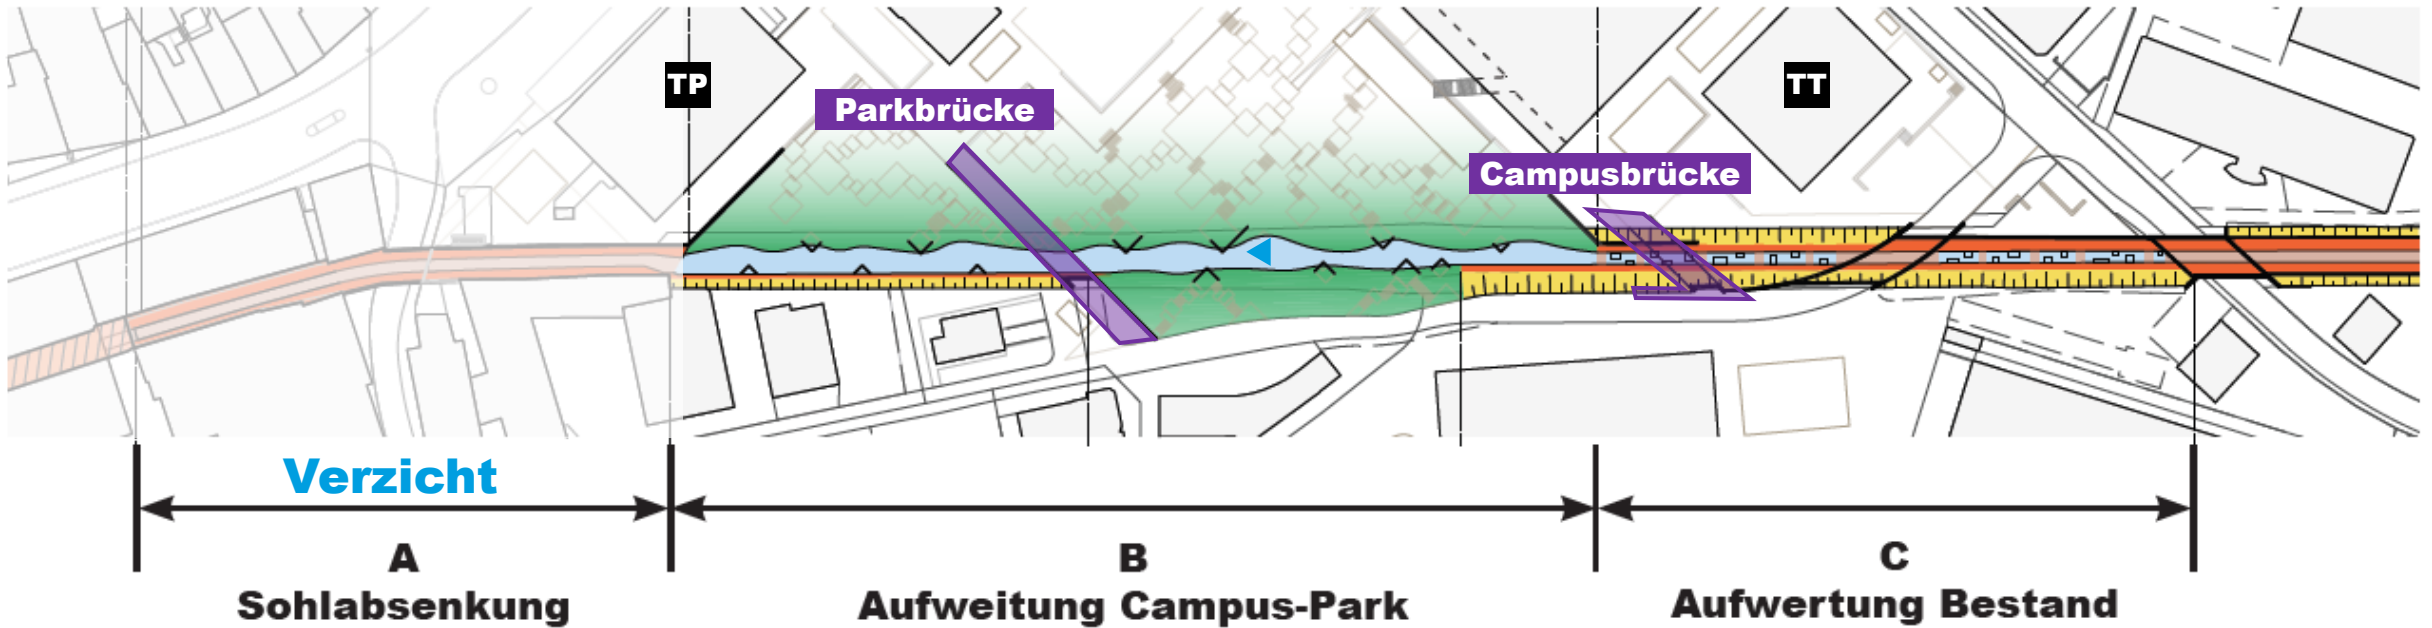 TP
TT
Parkbrücke
Campusbrücke
Verzicht
A
Sohlabsenkung
B
Aufweitung Campus-Park
C
Aufwertung Bestand